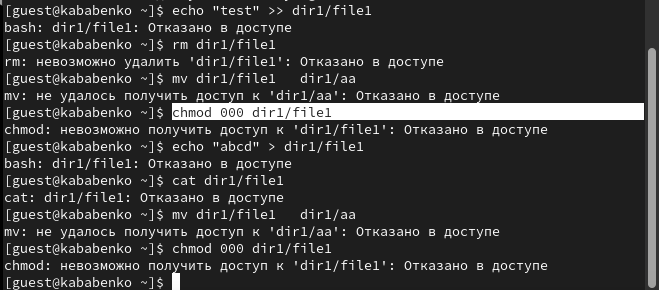 [guest@kababenko ~]$ echo "test" >> dir1/file1
bash: dir1/file1: Отказано в доступе
[guest@kababenko ~]$ rm dir1/file1
rm: невозможно удалить 'dir1/file1': Отказано в доступе
[guest@kababenko ~]$ mv dir1/file1   dir1/aa
mv: не удалось получить доступ к 'dir1/aa': Отказано в доступе
[guest@kababenko ~]$ chmod 000 dir1/file1
chmod: невозможно получить доступ к 'dir1/file1': Отказано в доступе
[guest@kababenko ~]$ echo "abcd" > dir1/file1
bash: dir1/file1: Отказано в доступе
[guest@kababenko ~]$ cat dir1/file1
cat: dir1/file1: Отказано в доступе
[guest@kababenko ~]$ mv dir1/file1   dir1/aa
mv: не удалось получить доступ к 'dir1/aa': Отказано в доступе
[guest@kababenko ~]$ chmod 000 dir1/file1
chmod: невозможно получить доступ к 'dir1/file1': Отказано в доступе
[guest@kababenko ~]$